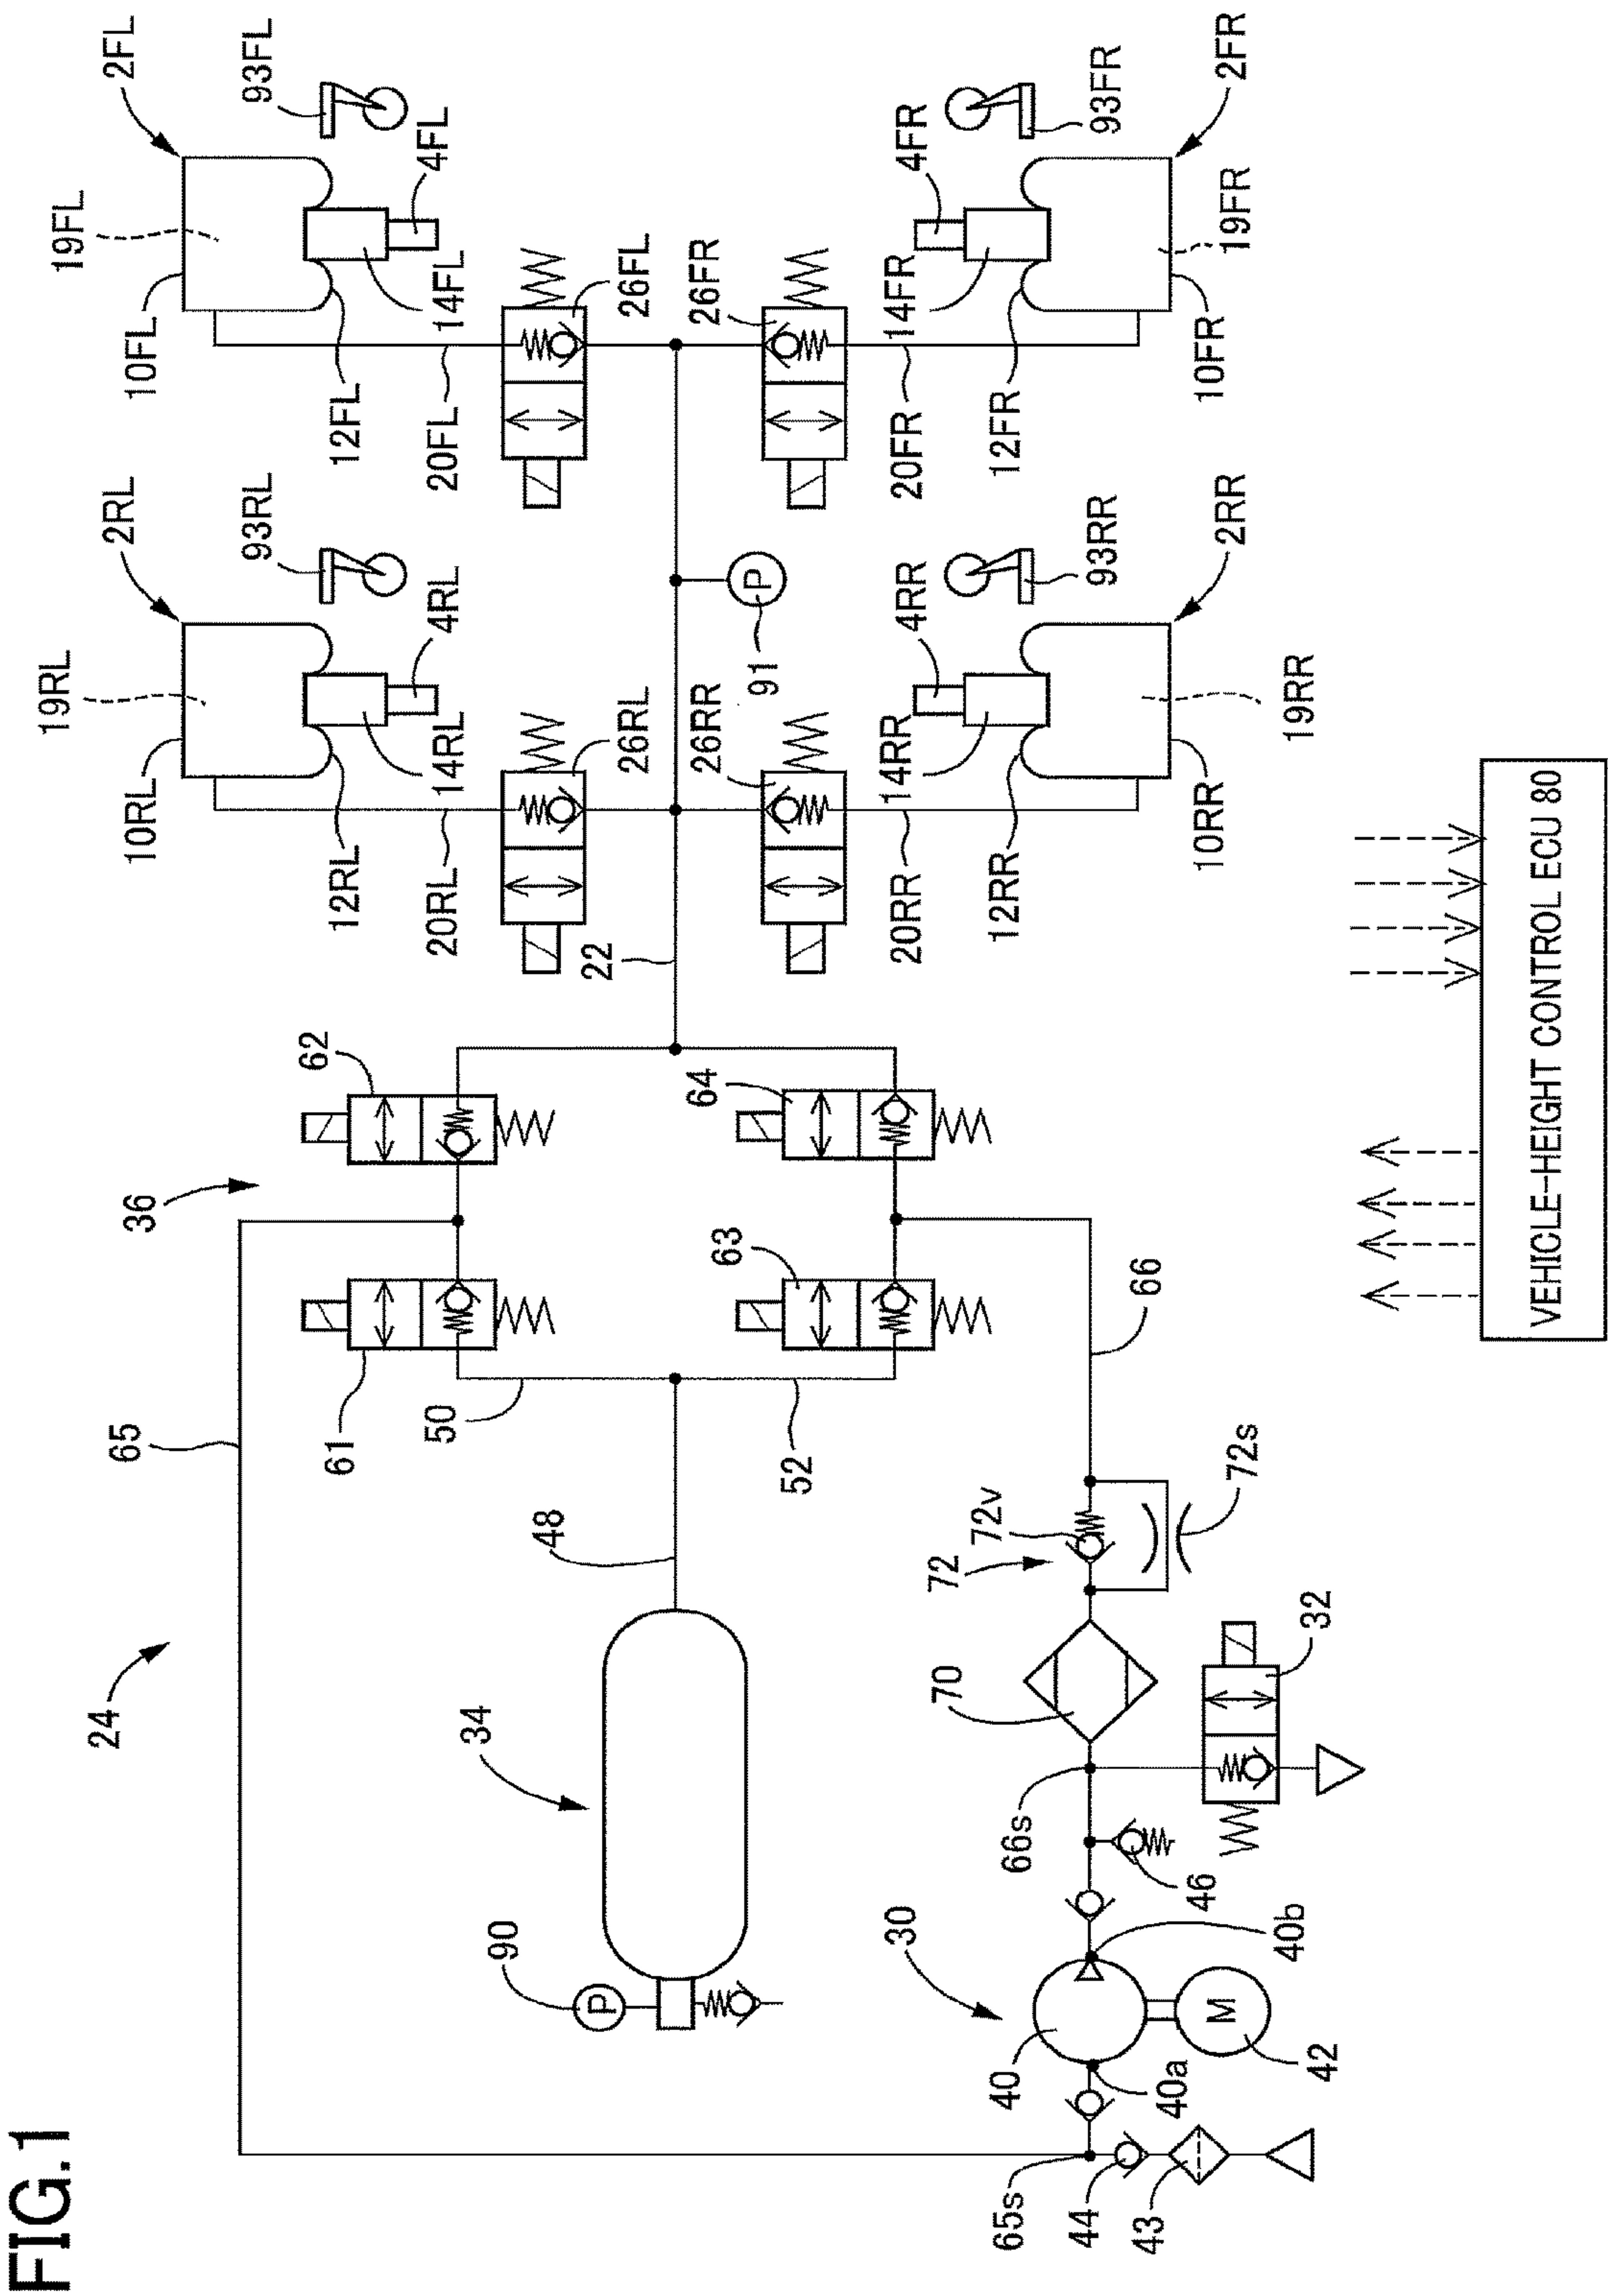 FIG.1
24
65
36
62
61
50
64
63
52
48
34
90
P
22
66
72
72v
72s
70
32
66s
46
30
40
40a
40b
M
42
65s
44
43
2FL
19FL
10FL
12FL
14FL
4FL
93FL
20FL
26FL
2FR
19FR
10FR
12FR
14FR
4FR
93FR
20FR
26FR
2RL
19RL
10RL
12RL
14RL
4RL
93RL
20RL
26RL
P
91
2RR
19RR
10RR
12RR
14RR
4RR
93RR
20RR
26RR
VEHICLE-HEIGHT CONTROL ECU 80